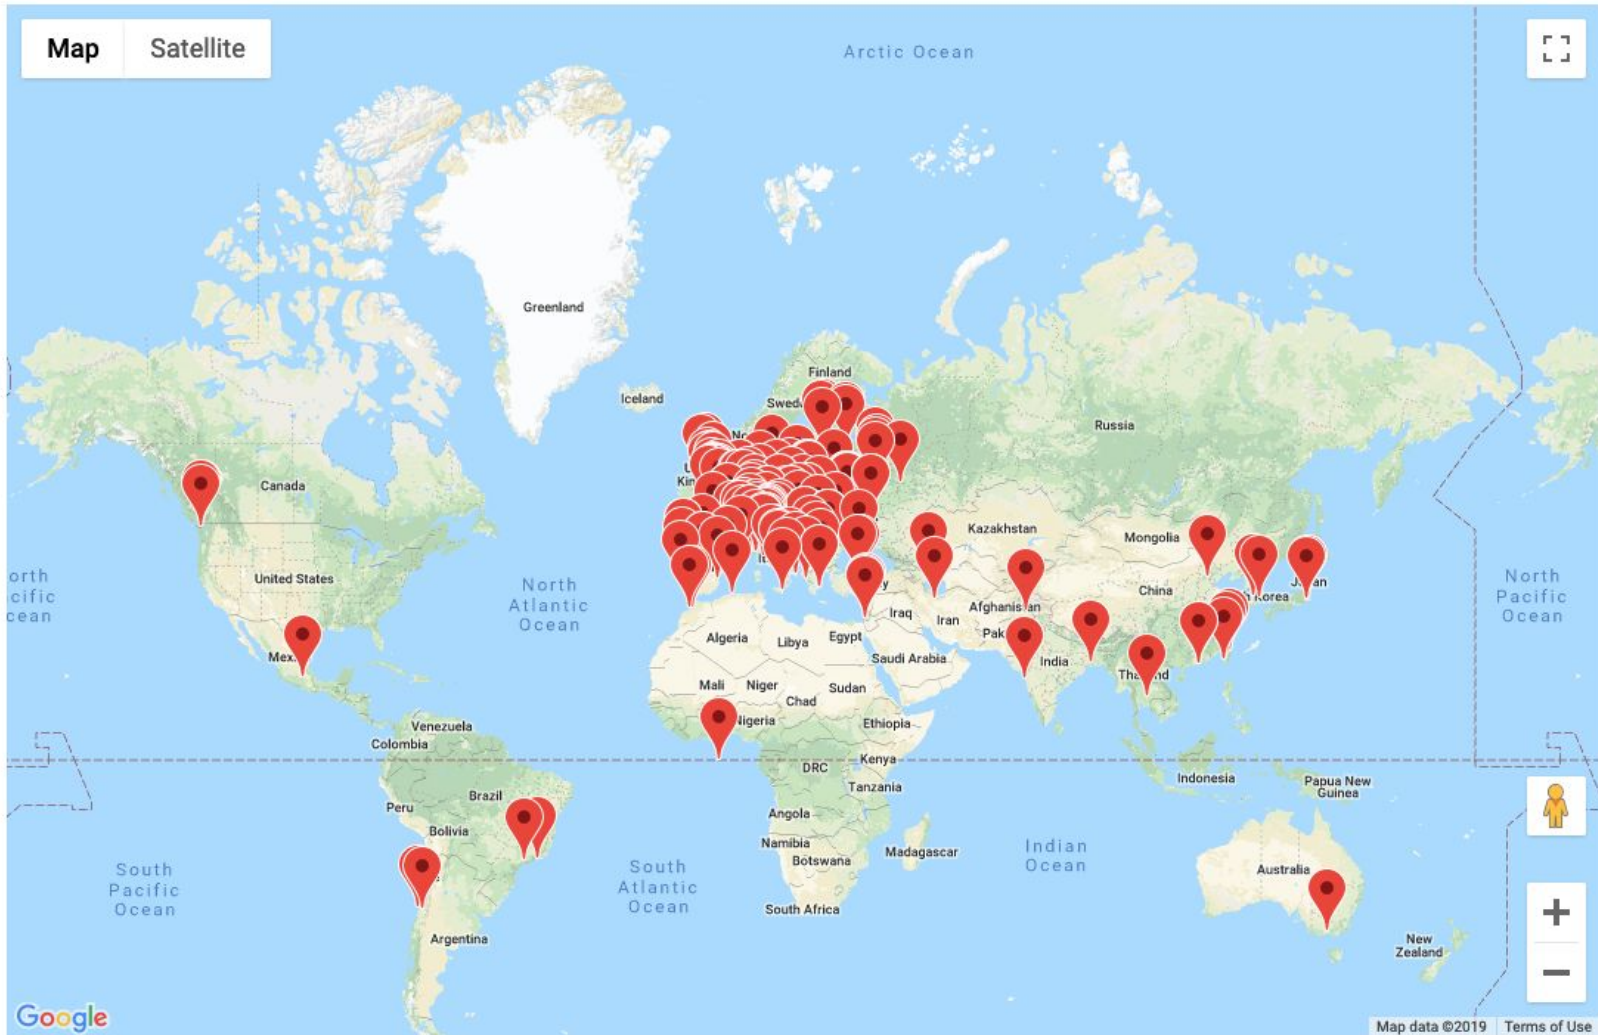 Map Satellite
Arctic Ocean
Greenland
Finland
Iceland
Russia
Canada
Kazakhstan
Mongolia
United States
North
Atlantic
Ocean
China
North
Pacific
Ocean
Afghanistan
Iraq
Iran
Algeria
Libya
Egypt
Saudi Arabia
India
Mali
Niger
Chad
Sudan
Nigeria
Ethiopia
Venezuela
Colombia
DRC
Kenya
Tanzania
Indonesia
Papua New
Guinea
Peru
Brazil
Bolivia
Angola
Namibia
Botswana
Madagascar
South Africa
Indian
Ocean
Australia
South
Pacific
Ocean
South
Atlantic
Ocean
Argentina
New
Zealand
Google
Map data ©2019 Terms of Use